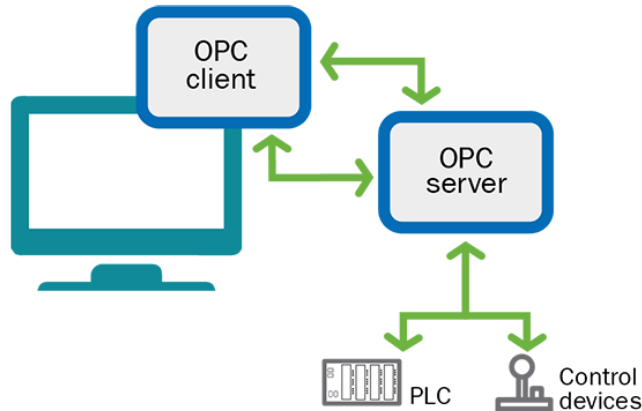 OPC
client
OPC
server
PLC
Control
devices